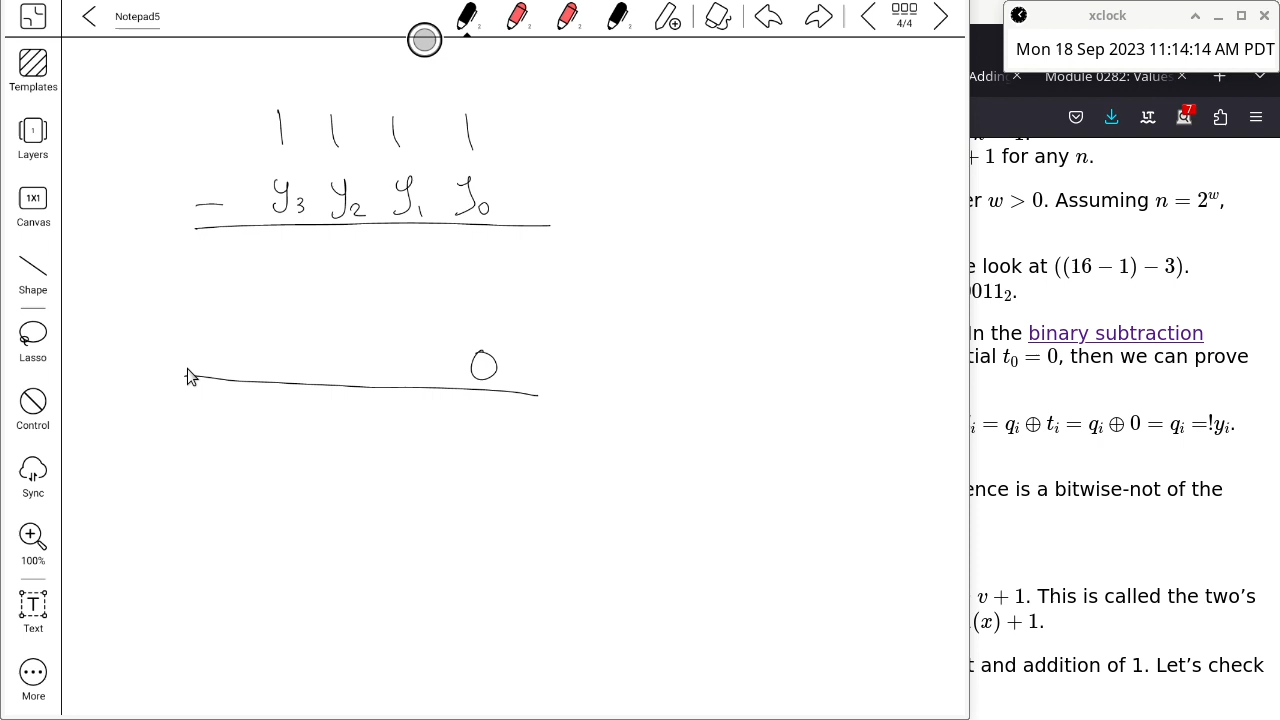 Notepad5
4/4
xclock
Mon 18 Sep 2023 11:14:14 AM PDT
Templates
Layers
1
1X1
Canvas
Shape
Lasso
Control
Sync
100%
T
Text
More
1 1 1 1
- y3 y2 y1 y0
0
Module 0282: Values
7
+ 1 for any n.
w > 0. Assuming n = 2^w,
look at ((16 − 1) − 3).
011₂.
In the binary subtraction
t₀ = 0, then we can prove
= qᵢ ⊕ tᵢ = qᵢ ⊕ 0 = qᵢ =!yᵢ.
is a bitwise-not of the
v + 1. This is called the two’s
(x) + 1.
and addition of 1. Let’s check